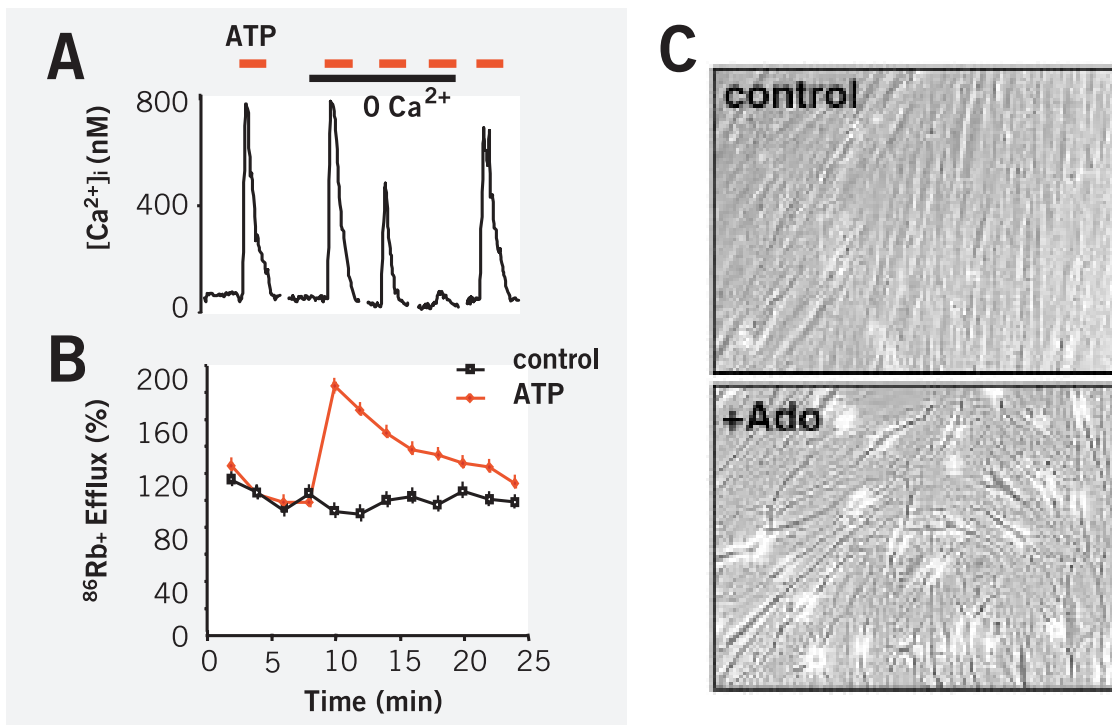 A
ATP
0 Ca²⁺
800
400
0
[Ca²⁺]i (nM)
B
control
ATP
200
160
120
80
40
0
⁸⁶Rb+ Efflux (%)
0 5 10 15 20 25
Time (min)
C
control
+Ado